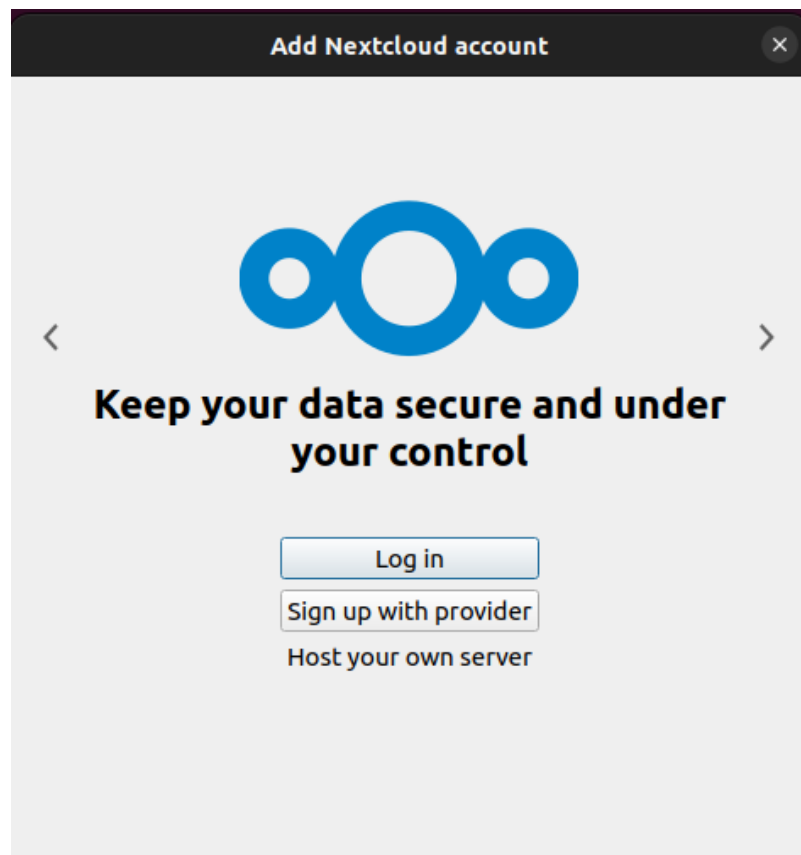 Add Nextcloud account
Keep your data secure and under
your control
Log in
Sign up with provider
Host your own server